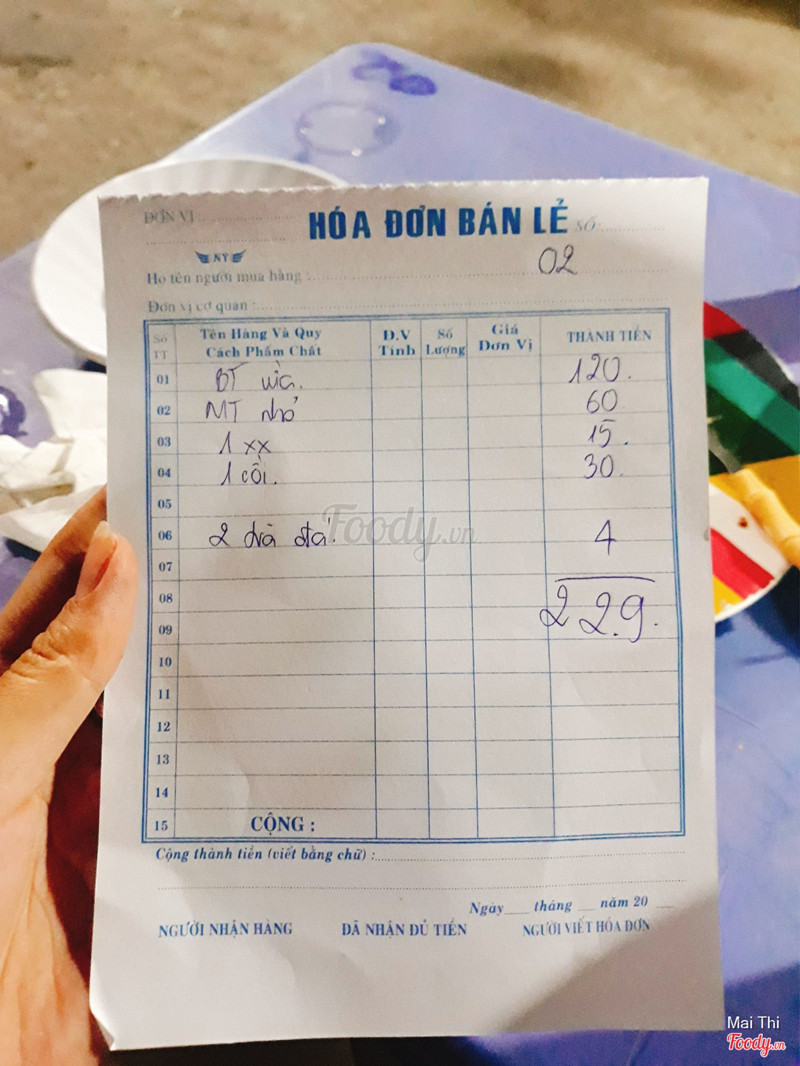 ĐƠN VỊ
HÓA ĐƠN BÁN LẺ SỐ
NY
02
Họ tên người mua hàng :
Đơn vị cơ quan :
Số TT Tên Hàng Và Quy Cách Phẩm Chất Đ.V Tính Số Lượng Giá Đơn Vị THÀNH TIỀN
01 BT vừa. 120.
02 MT nhỏ 60
03 1 xx 15.
04 1 cồi. 30.
05
06 2 trà đá! 4
07
08 229.
09
10
11
12
13
14
15 CỘNG :
Cộng thành tiền (viết bằng chữ) :
Ngày tháng năm 20
NGƯỜI NHẬN HÀNG ĐÃ NHẬN ĐỦ TIỀN NGƯỜI VIẾT HÓA ĐƠN
Foody.vn
Mai Thi
Foody.vn